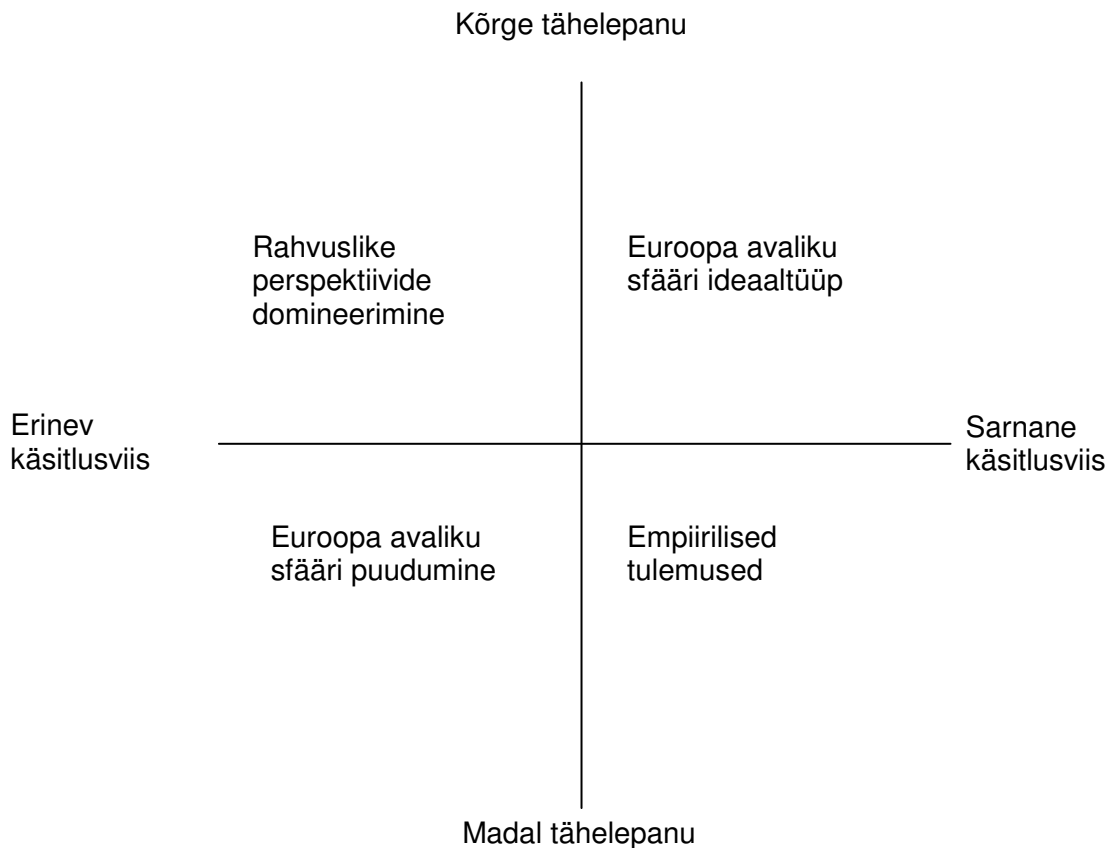 Kõrge tähelepanu
Rahvuslike
perspektiivide
domineerimine
Euroopa avaliku
sfääri ideaaltüüp
Erinev
käsitlusviis
Sarnane
käsitlusviis
Euroopa avaliku
sfääri puudumine
Empiirilised
tulemused
Madal tähelepanu